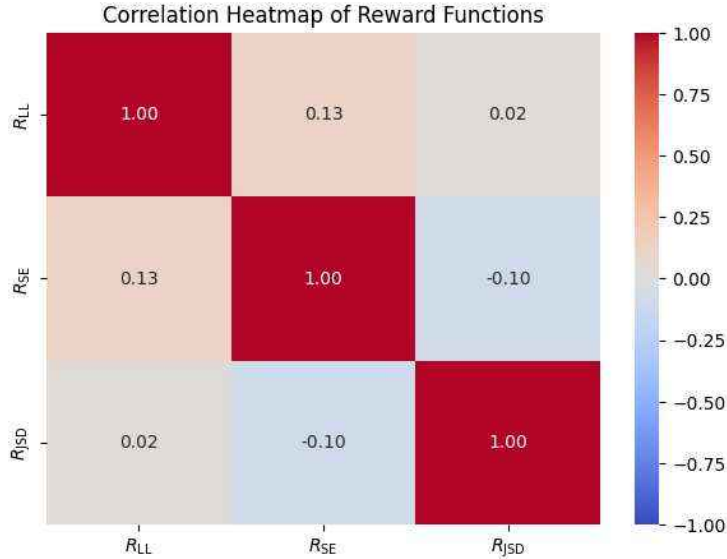 Correlation Heatmap of Reward Functions
R_LL 1.00 0.13 0.02
R_SE 0.13 1.00 -0.10
R_JSD 0.02 -0.10 1.00
R_LL R_SE R_JSD
1.00
0.75
0.50
0.25
0.00
−0.25
−0.50
−0.75
−1.00